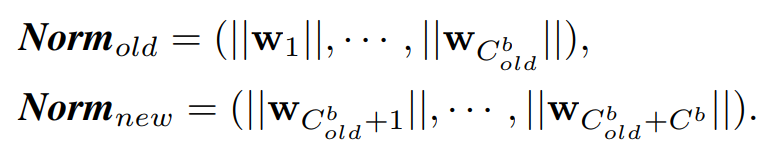 Norm_old = (||w_1||, ⋯ , ||w_{C^b_old}||),
Norm_new = (||w_{C^b_old+1}||, ⋯ , ||w_{C^b_old+C^b}||).